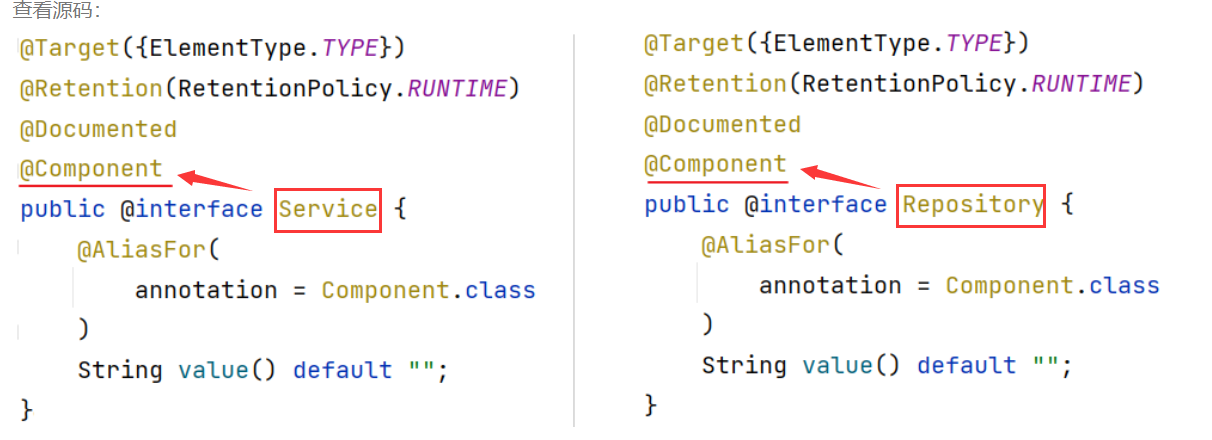 查看源码：
@Target({ElementType.TYPE})
@Retention(RetentionPolicy.RUNTIME)
@Documented
@Component
public @interface Service {
@AliasFor(
annotation = Component.class
)
String value() default "";
}
@Target({ElementType.TYPE})
@Retention(RetentionPolicy.RUNTIME)
@Documented
@Component
public @interface Repository {
@AliasFor(
annotation = Component.class
)
String value() default "";
}